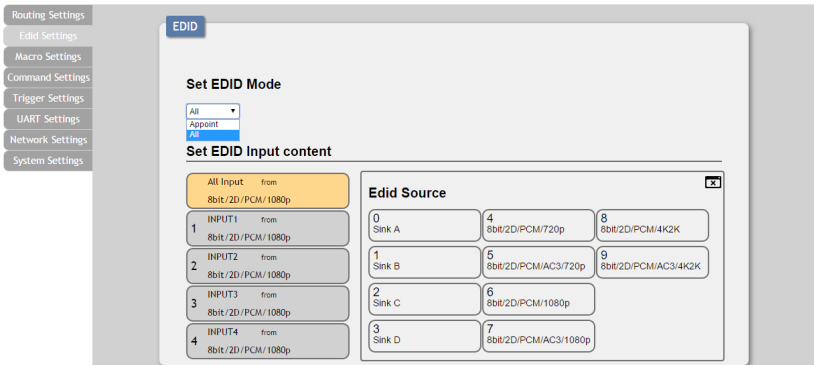 Routing Settings
Edid Settings
Macro Settings
Command Settings
Trigger Settings
UART Settings
Network Settings
System Settings
EDID
Set EDID Mode
All
Appoint
All
Set EDID Input content
All Input from
8bit/2D/PCM/1080p
1 INPUT1 from
8bit/2D/PCM/1080p
2 INPUT2 from
8bit/2D/PCM/1080p
3 INPUT3 from
8bit/2D/PCM/1080p
4 INPUT4 from
8bit/2D/PCM/1080p
Edid Source
0
Sink A
4
8bit/2D/PCM/720p
8
8bit/2D/PCM/4K2K
1
Sink B
5
8bit/2D/PCM/AC3/720p
9
8bit/2D/PCM/AC3/4K2K
2
Sink C
6
8bit/2D/PCM/1080p
3
Sink D
7
8bit/2D/PCM/AC3/1080p